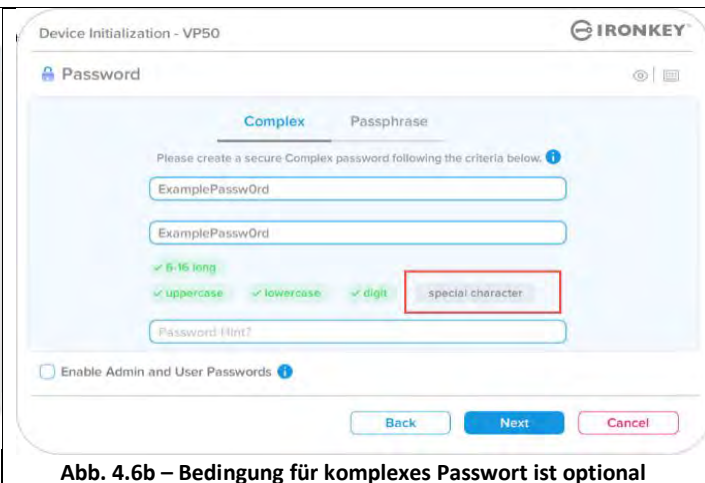 Device Initialization - VP50
IRONKEY
Password
Complex Passphrase
Please create a secure Complex password following the criteria below.
ExamplePassw0rd
ExamplePassw0rd
✓ 6-16 long
✓ uppercase ✓ lowercase ✓ digit special character
Password Hint?
Enable Admin and User Passwords
Back Next Cancel
Abb. 4.6b – Bedingung für komplexes Passwort ist optional